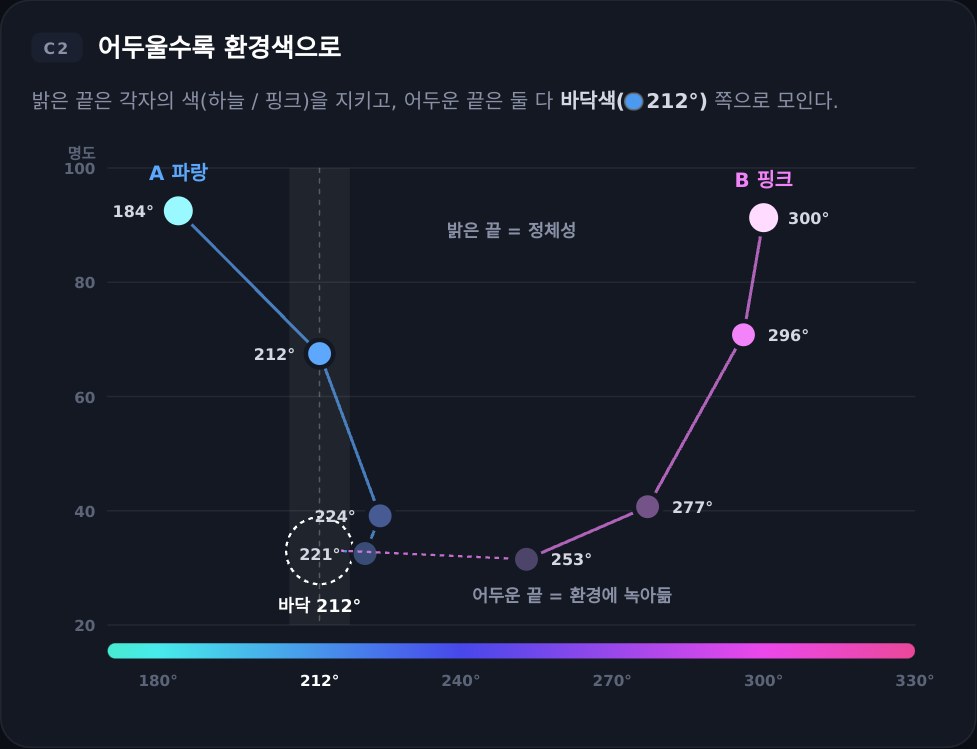 C2 어두울수록 환경색으로
밝은 끝은 각자의 색(하늘 / 핑크)을 지키고, 어두운 끝은 둘 다 바닷색(212°) 쪽으로 모인다.
명도
100
A 파랑
B 핑크
184°
300°
밝은 끝 = 정체성
80
296°
212°
60
40
224°
277°
221°
253°
어두운 끝 = 환경에 녹아듦
바닷 212°
20
180° 212° 240° 270° 300° 330°